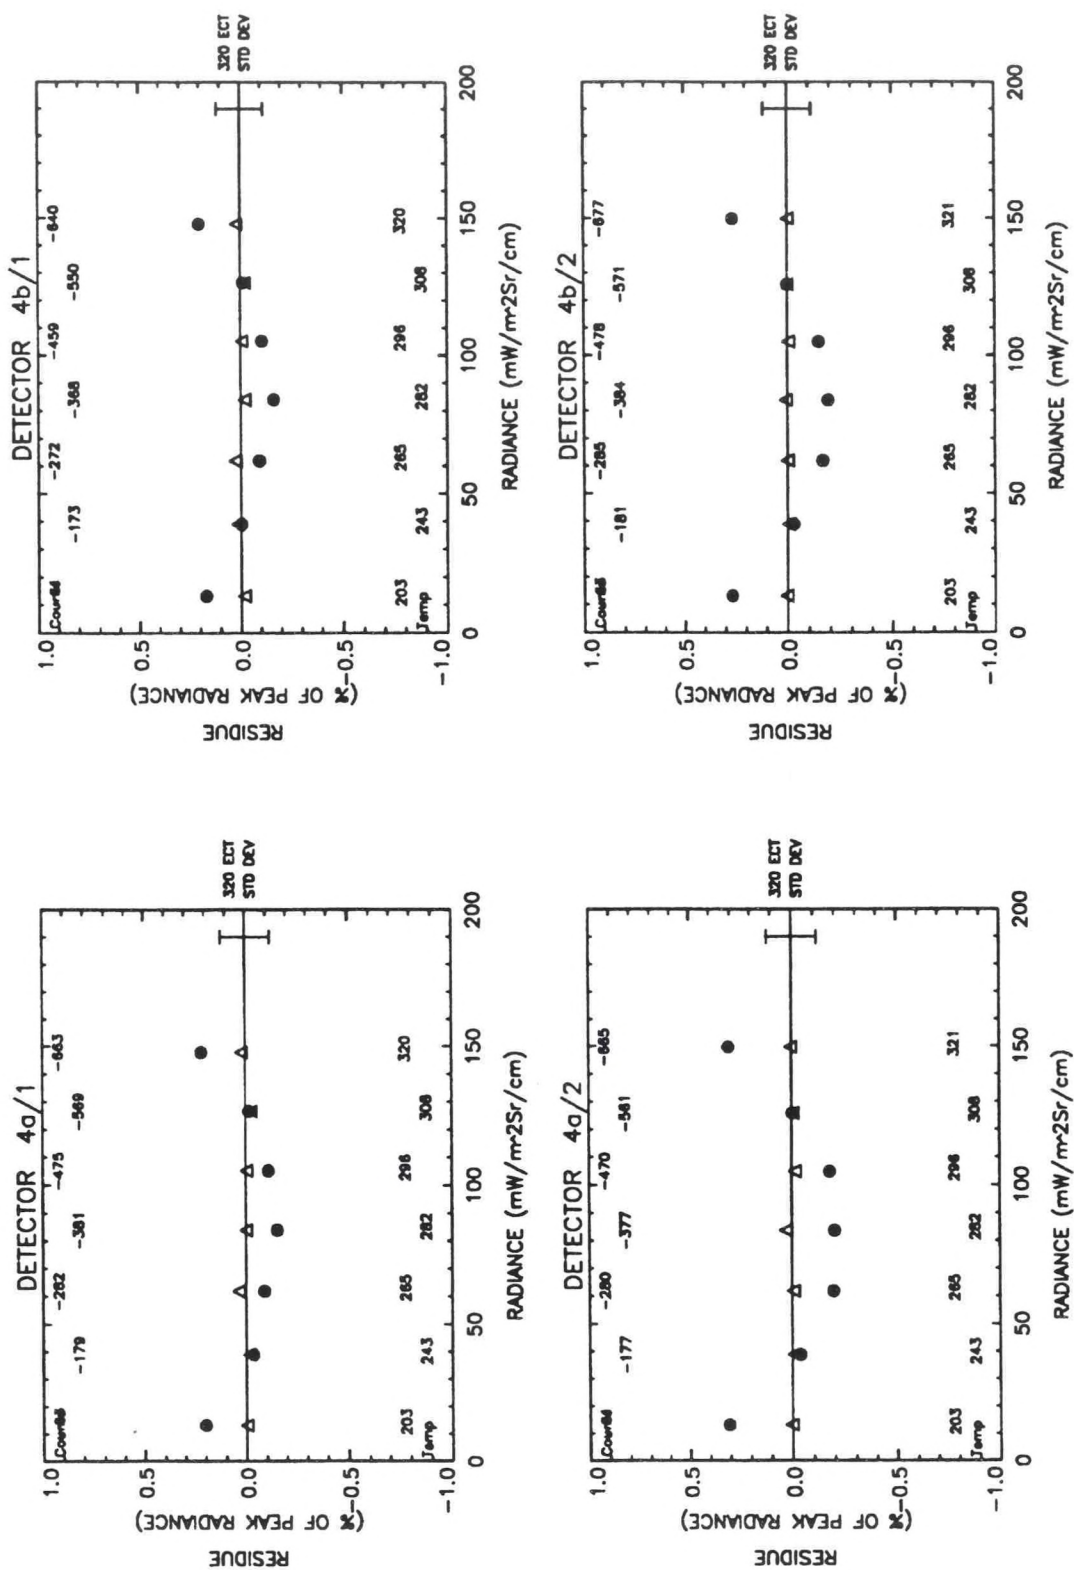 DETECTOR 4a/1
-179 -282 -381 -475 -569 -663
1.0
0.5
0.0
-0.5
-1.0
RESIDUE
(% OF PEAK RADIANCE)
203 243 265 282 296 308 320
Temp
0 50 100 150 200
RADIANCE (mW/m^2Sr/cm)
320 ECT
STD DEV
DETECTOR 4b/1
-173 -272 -368 -459 -550 -640
1.0
0.5
0.0
-0.5
-1.0
RESIDUE
(% OF PEAK RADIANCE)
203 243 265 282 296 308 320
Temp
0 50 100 150 200
RADIANCE (mW/m^2Sr/cm)
320 ECT
STD DEV
DETECTOR 4a/2
-177 -280 -377 -470 -561 -665
1.0
0.5
0.0
-0.5
-1.0
RESIDUE
(% OF PEAK RADIANCE)
203 243 265 282 296 308 321
Temp
0 50 100 150 200
RADIANCE (mW/m^2Sr/cm)
320 ECT
STD DEV
DETECTOR 4b/2
-181 -285 -384 -478 -571 -677
1.0
0.5
0.0
-0.5
-1.0
RESIDUE
(% OF PEAK RADIANCE)
203 243 265 282 296 308 321
Temp
0 50 100 150 200
RADIANCE (mW/m^2Sr/cm)
320 ECT
STD DEV